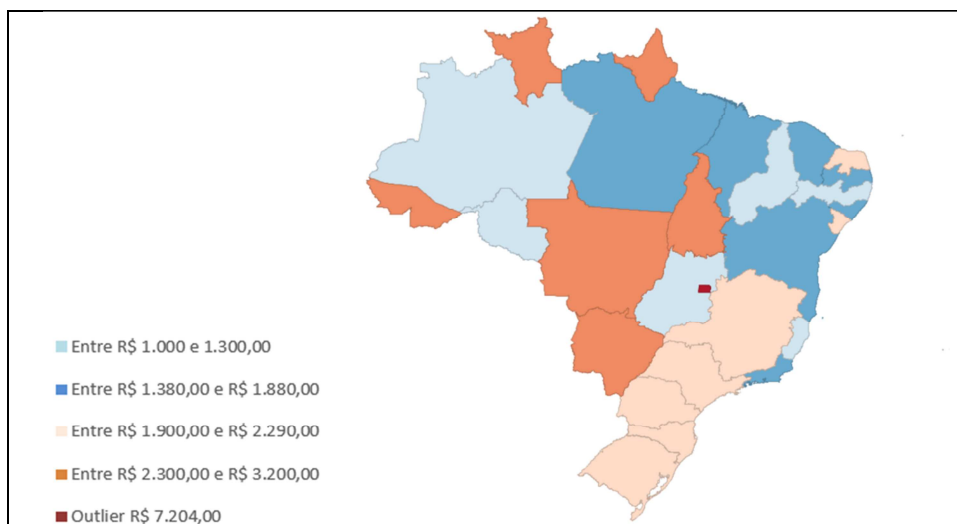 Entre R$ 1.000 e 1.300,00
Entre R$ 1.380,00 e R$ 1.880,00
Entre R$ 1.900,00 e R$ 2.290,00
Entre R$ 2.300,00 e R$ 3.200,00
Outlier R$ 7.204,00